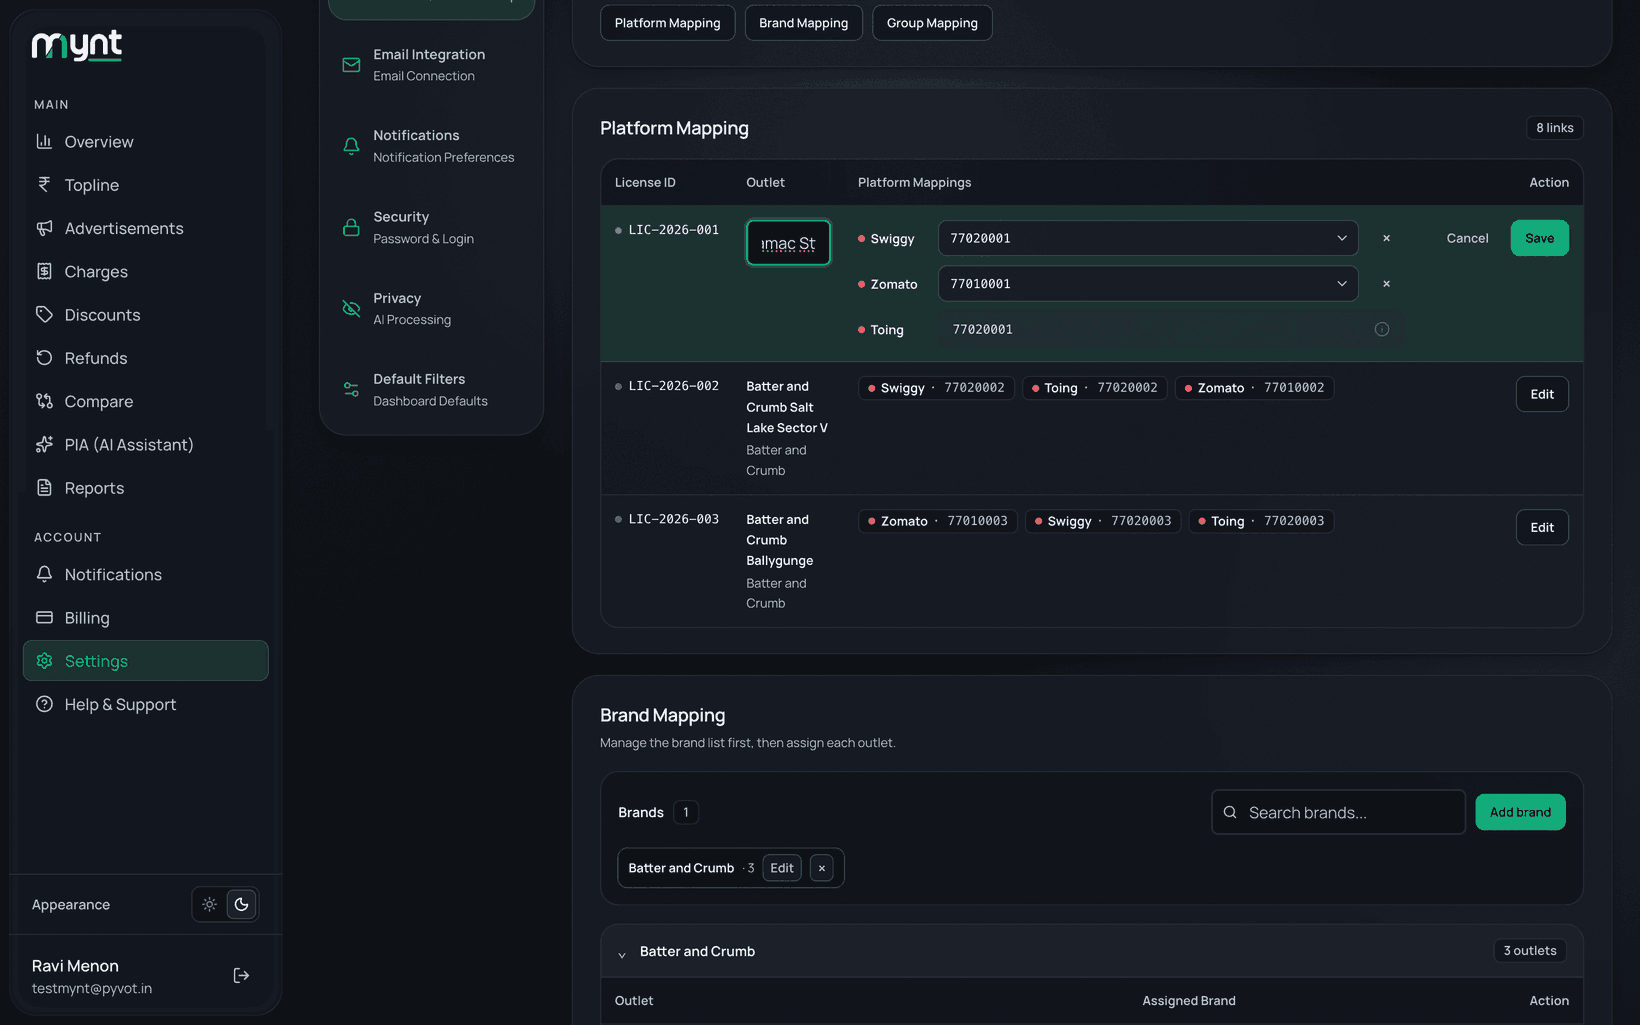 mynt
MAIN
Overview
Topline
Advertisements
Charges
Discounts
Refunds
Compare
PIA (AI Assistant)
Reports
ACCOUNT
Notifications
Billing
Settings
Help & Support
Appearance
Ravi Menon
testmynt@pyvot.in
Email Integration
Email Connection
Notifications
Notification Preferences
Security
Password & Login
Privacy
AI Processing
Default Filters
Dashboard Defaults
Platform Mapping Brand Mapping Group Mapping
Platform Mapping 8 links
License ID Outlet Platform Mappings Action
LIC-2026-001 mac St Swiggy 77020001 × Cancel Save
Zomato 77010001 ×
Toing 77020001
LIC-2026-002 Batter and Swiggy · 77020002 Toing · 77020002 Zomato · 77010002 Edit
Crumb Salt
Lake Sector V
Batter and
Crumb
LIC-2026-003 Batter and Zomato · 77010003 Swiggy · 77020003 Toing · 77020003 Edit
Crumb
Ballygunge
Batter and
Crumb
Brand Mapping
Manage the brand list first, then assign each outlet.
Brands 1 Search brands... Add brand
Batter and Crumb · 3 Edit ×
Batter and Crumb 3 outlets
Outlet Assigned Brand Action